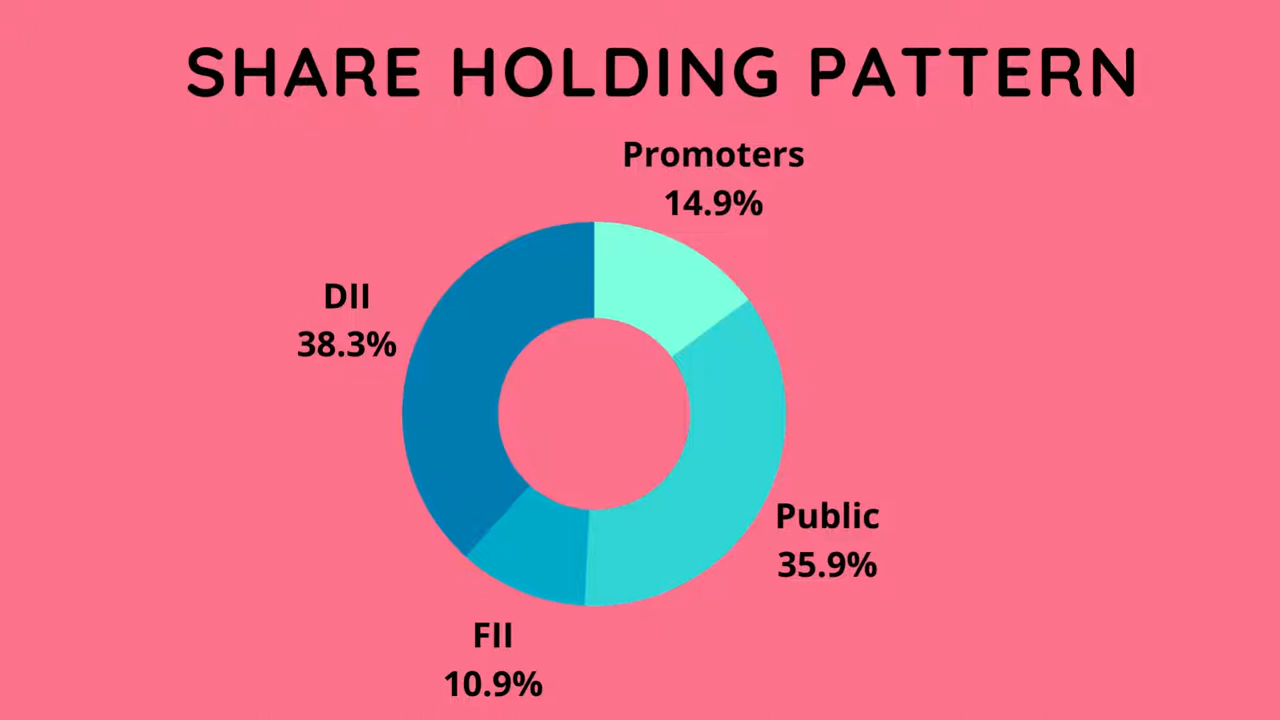 SHARE HOLDING PATTERN
Promoters
14.9%
DII
38.3%
Public
35.9%
FII
10.9%